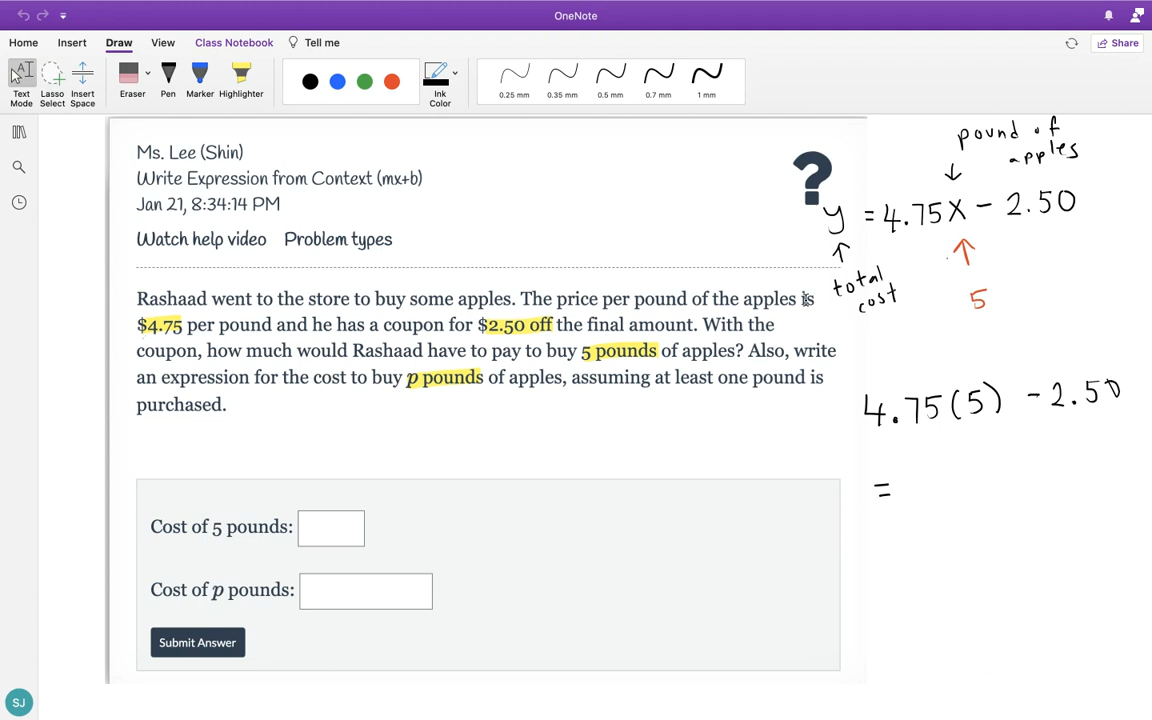 OneNote
Home Insert Draw View Class Notebook Tell me
Share
Text Mode
Lasso Select
Insert Space
Eraser
Pen
Marker
Highlighter
Ink Color
0.25 mm 0.35 mm 0.5 mm 0.7 mm 1 mm
Ms. Lee (Shin)
Write Expression from Context (mx+b)
Jan 21, 8:34:14 PM
Watch help video Problem types
?
Rashaad went to the store to buy some apples. The price per pound of the apples is
$4.75 per pound and he has a coupon for $2.50 off the final amount. With the
coupon, how much would Rashaad have to pay to buy 5 pounds of apples? Also, write
an expression for the cost to buy p pounds of apples, assuming at least one pound is
purchased.
Cost of 5 pounds:
Cost of p pounds:
Submit Answer
pound of
apples
y = 4.75x - 2.50
total
cost
5
4.75(5) - 2.50
=
SJ